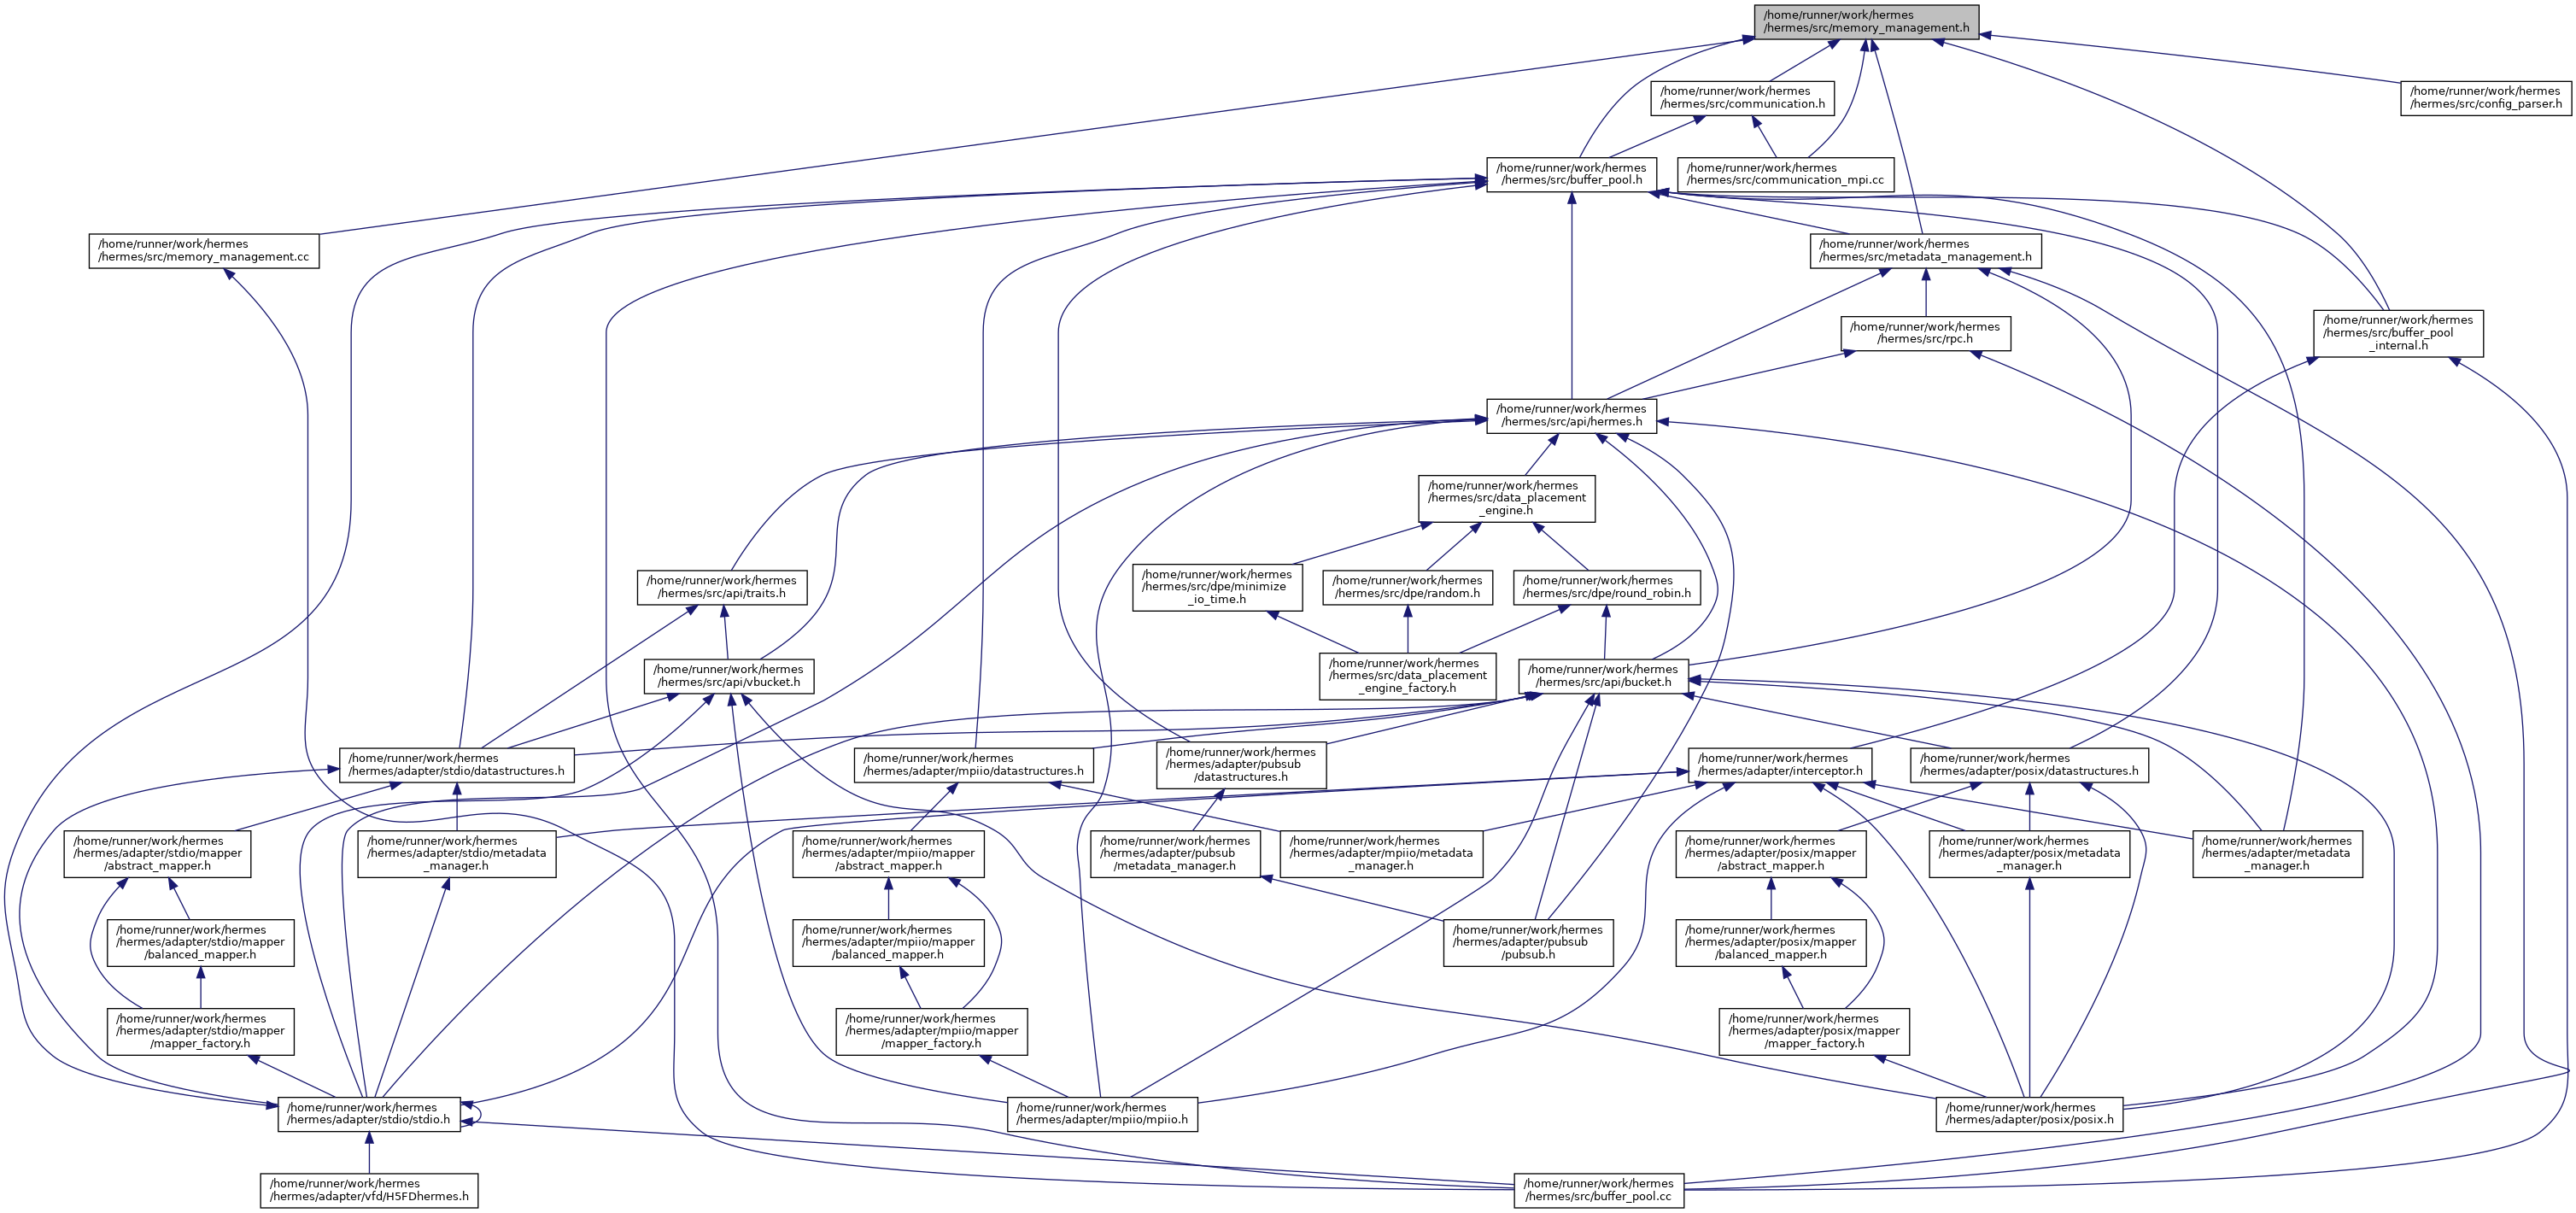 /home/runner/work/hermes
/hermes/src/memory_management.h
/home/runner/work/hermes
/hermes/src/communication.h
/home/runner/work/hermes
/hermes/src/config_parser.h
/home/runner/work/hermes
/hermes/src/buffer_pool.h
/home/runner/work/hermes
/hermes/src/communication_mpi.cc
/home/runner/work/hermes
/hermes/src/memory_management.cc
/home/runner/work/hermes
/hermes/src/metadata_management.h
/home/runner/work/hermes
/hermes/src/rpc.h
/home/runner/work/hermes
/hermes/src/buffer_pool
_internal.h
/home/runner/work/hermes
/hermes/src/api/hermes.h
/home/runner/work/hermes
/hermes/src/data_placement
_engine.h
/home/runner/work/hermes
/hermes/src/api/traits.h
/home/runner/work/hermes
/hermes/src/dpe/minimize
_io_time.h
/home/runner/work/hermes
/hermes/src/dpe/random.h
/home/runner/work/hermes
/hermes/src/dpe/round_robin.h
/home/runner/work/hermes
/hermes/src/api/vbucket.h
/home/runner/work/hermes
/hermes/src/data_placement
_engine_factory.h
/home/runner/work/hermes
/hermes/src/api/bucket.h
/home/runner/work/hermes
/hermes/adapter/stdio/datastructures.h
/home/runner/work/hermes
/hermes/adapter/mpiio/datastructures.h
/home/runner/work/hermes
/hermes/adapter/pubsub
/datastructures.h
/home/runner/work/hermes
/hermes/adapter/interceptor.h
/home/runner/work/hermes
/hermes/adapter/posix/datastructures.h
/home/runner/work/hermes
/hermes/adapter/stdio/mapper
/abstract_mapper.h
/home/runner/work/hermes
/hermes/adapter/stdio/metadata
_manager.h
/home/runner/work/hermes
/hermes/adapter/mpiio/mapper
/abstract_mapper.h
/home/runner/work/hermes
/hermes/adapter/pubsub
/metadata_manager.h
/home/runner/work/hermes
/hermes/adapter/mpiio/metadata
_manager.h
/home/runner/work/hermes
/hermes/adapter/posix/mapper
/abstract_mapper.h
/home/runner/work/hermes
/hermes/adapter/posix/metadata
_manager.h
/home/runner/work/hermes
/hermes/adapter/metadata
_manager.h
/home/runner/work/hermes
/hermes/adapter/stdio/mapper
/balanced_mapper.h
/home/runner/work/hermes
/hermes/adapter/mpiio/mapper
/balanced_mapper.h
/home/runner/work/hermes
/hermes/adapter/pubsub
/pubsub.h
/home/runner/work/hermes
/hermes/adapter/posix/mapper
/balanced_mapper.h
/home/runner/work/hermes
/hermes/adapter/stdio/mapper
/mapper_factory.h
/home/runner/work/hermes
/hermes/adapter/mpiio/mapper
/mapper_factory.h
/home/runner/work/hermes
/hermes/adapter/posix/mapper
/mapper_factory.h
/home/runner/work/hermes
/hermes/adapter/stdio/stdio.h
/home/runner/work/hermes
/hermes/adapter/mpiio/mpiio.h
/home/runner/work/hermes
/hermes/adapter/posix/posix.h
/home/runner/work/hermes
/hermes/adapter/vfd/H5FDhermes.h
/home/runner/work/hermes
/hermes/src/buffer_pool.cc